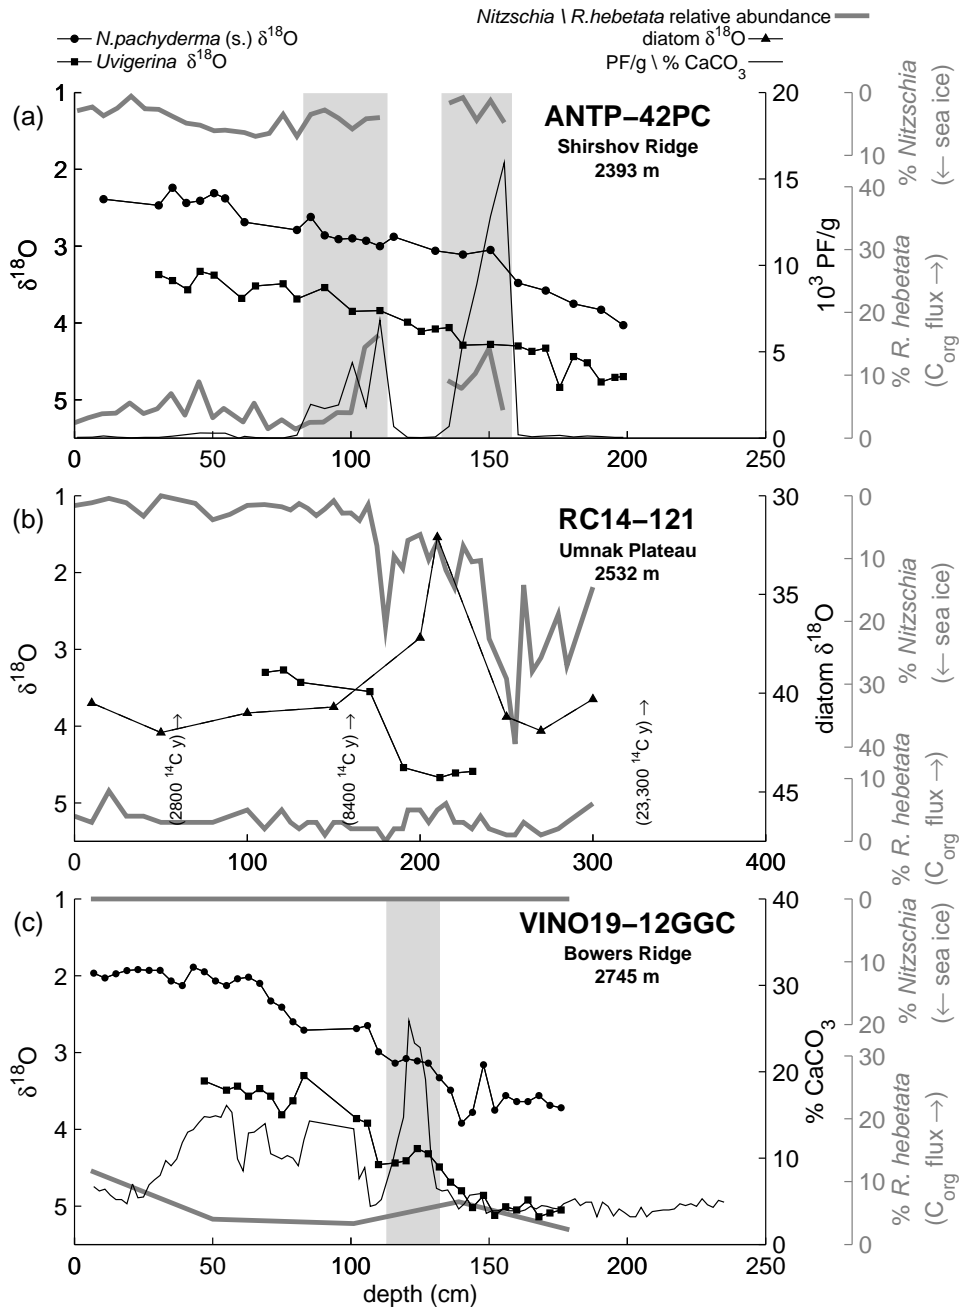 Nitzschia \ R.hebetata relative abundance
N.pachyderma (s.) δ18O
diatom δ18O
Uvigerina δ18O
PF/g \ % CaCO3
(a)
ANTP−42PC
Shirshov Ridge
2393 m
1
2
3
4
5
δ18O
0
50
100
150
200
250
20
15
10
5
0
10^3 PF/g
0
10
20
% Nitzschia
(← sea ice)
40
30
20
10
0
% R. hebetata
(Corg flux →)
(b)
RC14−121
Umnak Plateau
2532 m
1
2
3
4
5
δ18O
(2800 14C y) →
(8400 14C y) →
(23,300 14C y) →
0
100
200
300
400
30
35
40
45
diatom δ18O
0
10
20
30
40
% Nitzschia
(← sea ice)
10
0
% R. hebetata
(Corg flux →)
(c)
VINO19−12GGC
Bowers Ridge
2745 m
1
2
3
4
5
δ18O
0
50
100
150
200
250
depth (cm)
40
30
20
10
0
% CaCO3
0
10
20
% Nitzschia
(← sea ice)
30
20
10
0
% R. hebetata
(Corg flux →)